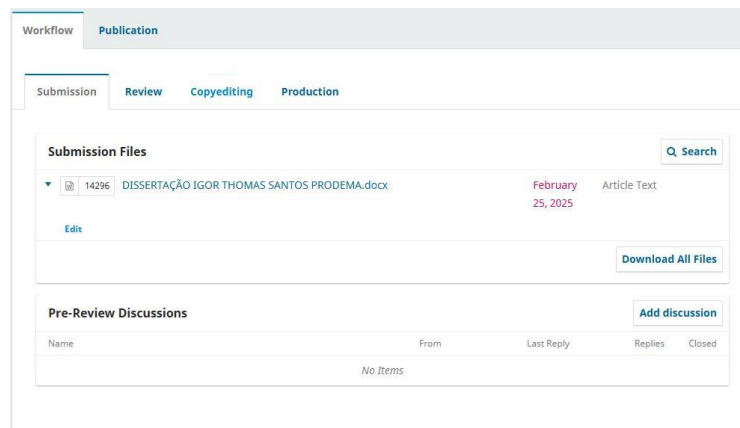 Workflow Publication
Submission Review Copyediting Production
Submission Files Search
14296 DISSERTAÇÃO IGOR THOMAS SANTOS PRODEMA.docx February 25, 2025 Article Text
Edit
Download All Files
Pre-Review Discussions Add discussion
Name From Last Reply Replies Closed
No Items